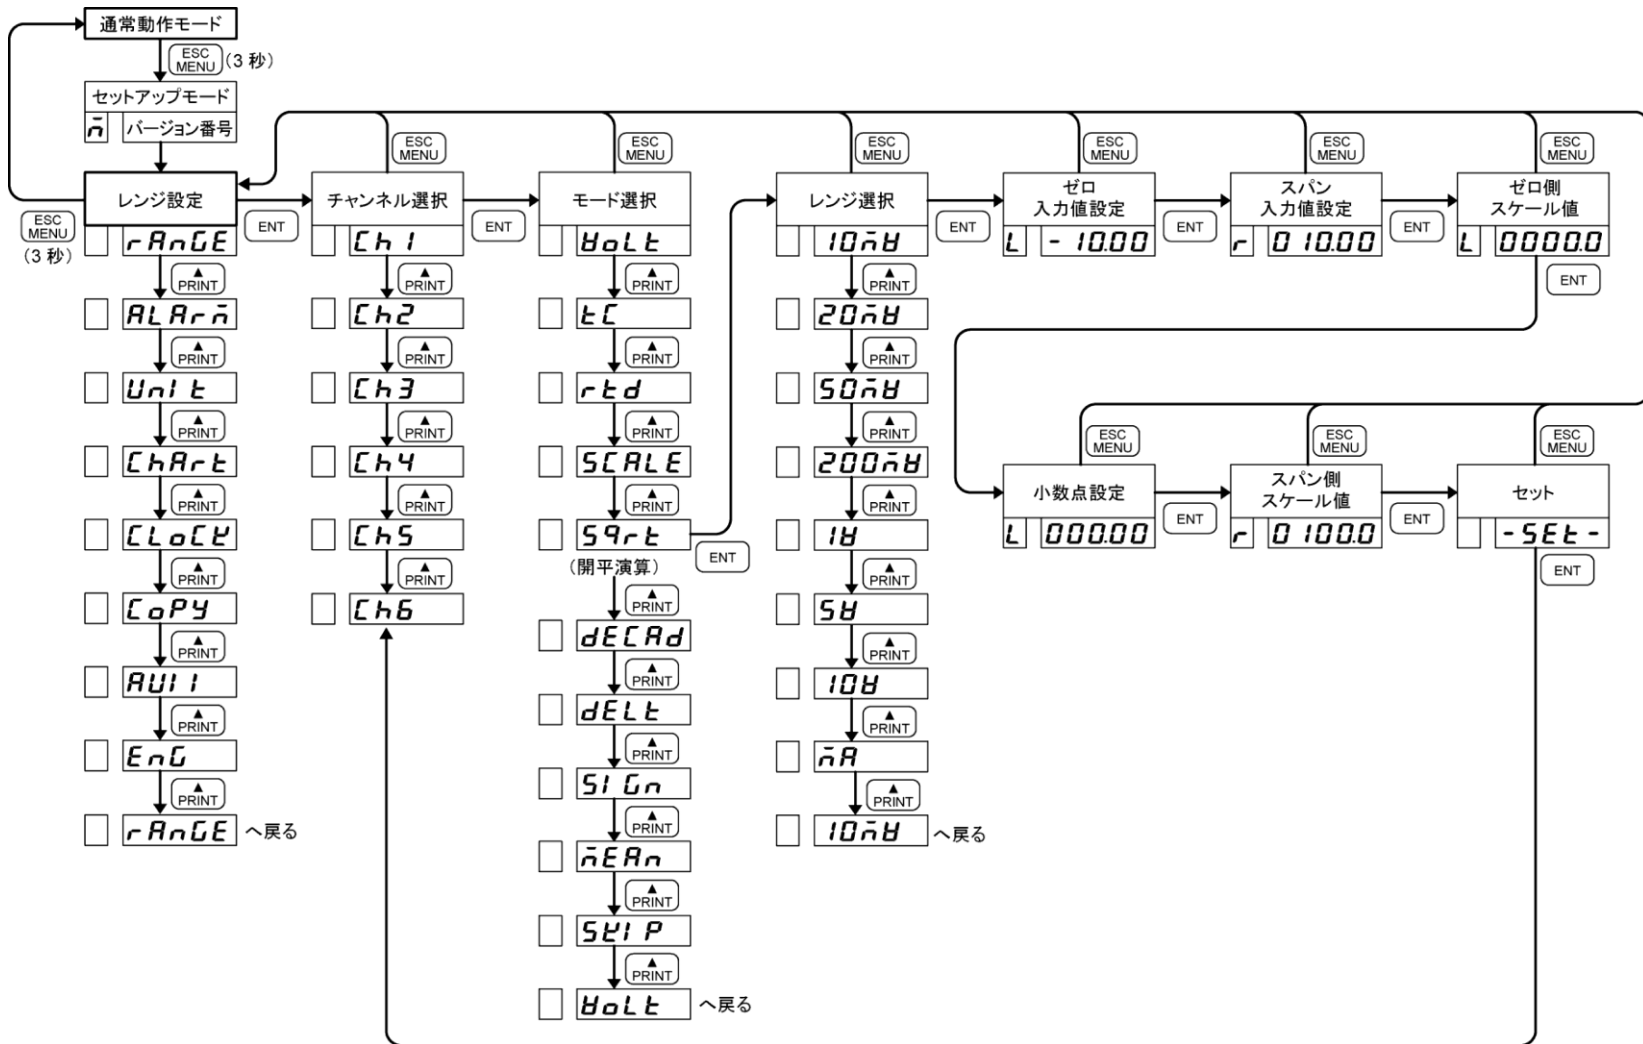 通常動作モード
ESC
MENU
(3 秒)
セットアップモード
m̄ バージョン番号
ESC
MENU
ESC
MENU
ESC
MENU
ESC
MENU
ESC
MENU
ESC
MENU
レンジ設定
チャンネル選択
モード選択
レンジ選択
ゼロ
入力値設定
スパン
入力値設定
ゼロ側
スケール値
ESC
MENU
(3 秒)
ENT
ENT
ENT
ENT
ENT
ENT
rAnGE
Ch1
VoLt
10mV
L -10.00
r 010.00
L 0000.0
ENT
▲
PRINT
▲
PRINT
▲
PRINT
▲
PRINT
ALArm
Ch2
tC
20mV
▲
PRINT
▲
PRINT
▲
PRINT
▲
PRINT
UnIt
Ch3
rtd
50mV
▲
PRINT
▲
PRINT
▲
PRINT
▲
PRINT
ChArt
Ch4
SCALE
200mV
▲
PRINT
▲
PRINT
▲
PRINT
▲
PRINT
CLoCK
Ch5
Sqrt
(開平演算)
ENT
1V
▲
PRINT
▲
PRINT
▲
PRINT
▲
PRINT
CoPY
Ch6
dECAd
5V
▲
PRINT
▲
PRINT
▲
PRINT
AUI1
dELt
10V
▲
PRINT
▲
PRINT
▲
PRINT
EnG
SIGn
mA
▲
PRINT
▲
PRINT
▲
PRINT
rAnGE へ戻る
mEAn
10mV へ戻る
▲
PRINT
SKIP
▲
PRINT
VoLt へ戻る
ESC
MENU
ESC
MENU
ESC
MENU
小数点設定
スパン側
スケール値
セット
ENT
ENT
L 000.00
r 0100.0
-SEt-
ENT